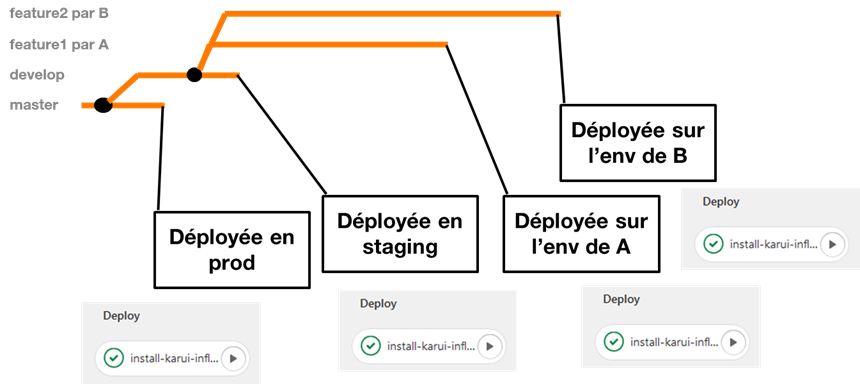 feature2 par B
feature1 par A
develop
master
Déployée sur
l'env de B
Déployée en
prod
Déployée en
staging
Déployée sur
l'env de A
Deploy
install-karui-infl...
Deploy
install-karui-infl...
Deploy
install-karui-infl...
Deploy
install-karui-infl...